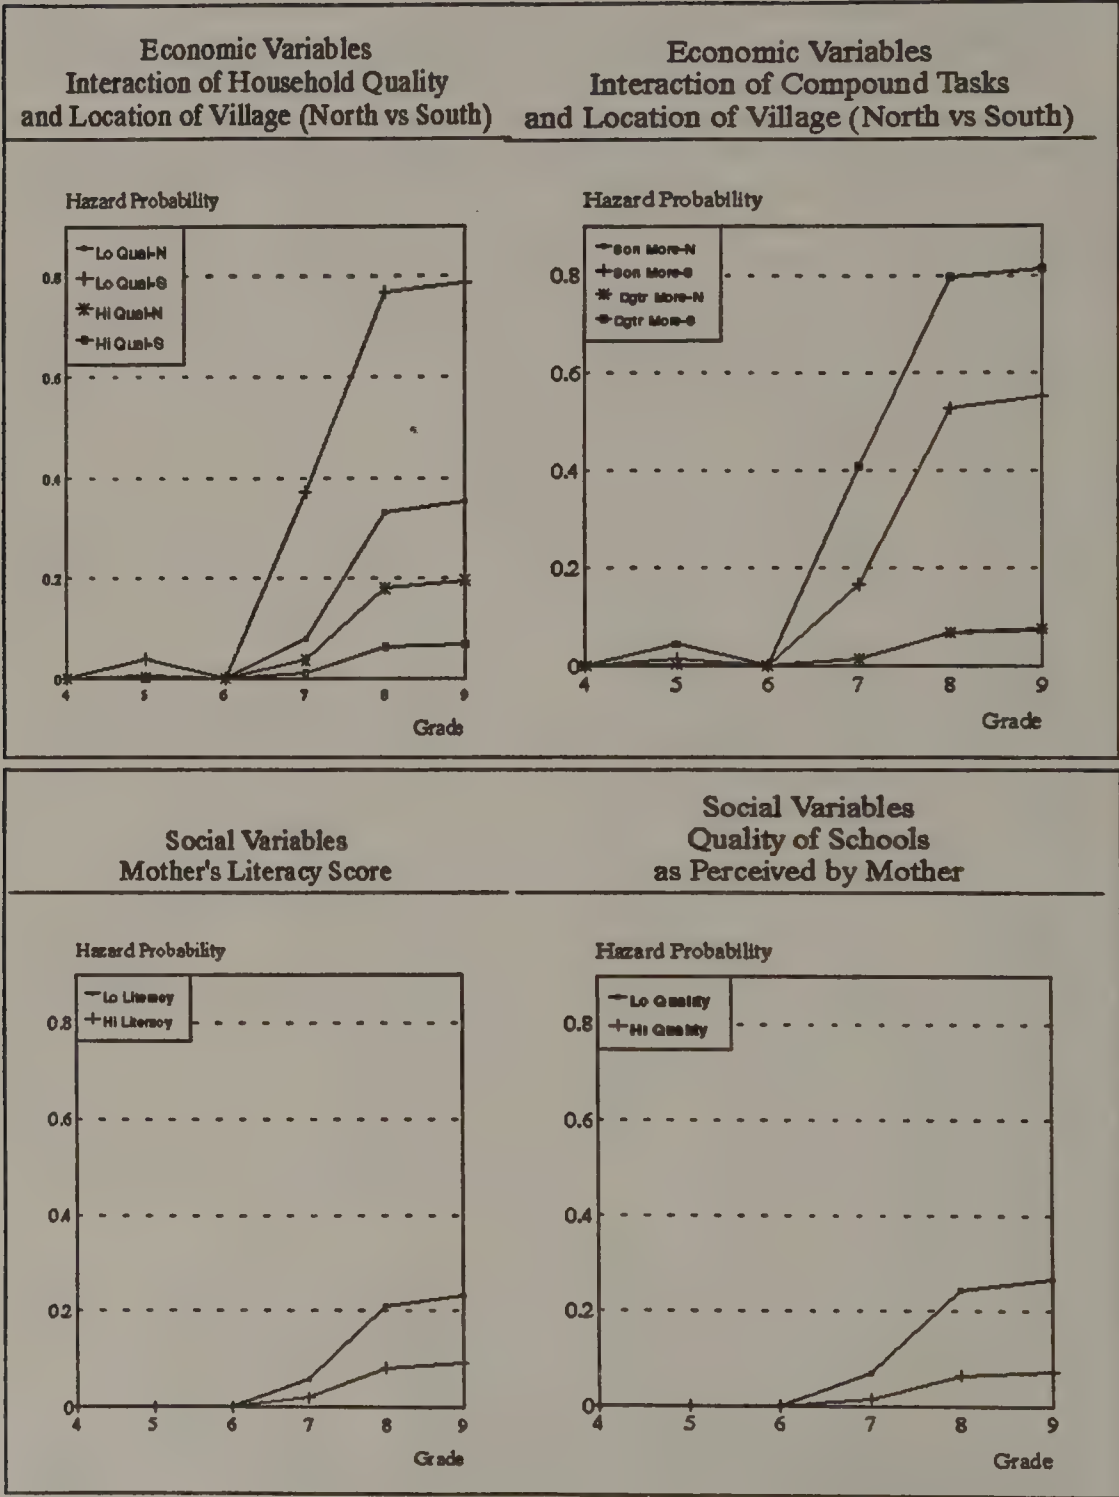 Economic Variables
Interaction of Household Quality
and Location of Village (North vs South)
Hazard Probability
Lo Qual-N
Lo Qual-S
Hi Qual-N
Hi Qual-S
0.8
0.6
0.4
0.2
0
4 5 6 7 8 9
Grade
Economic Variables
Interaction of Compound Tasks
and Location of Village (North vs South)
Hazard Probability
Son More-N
Son More-S
Dgtr More-N
Dgtr More-S
0.8
0.6
0.4
0.2
0
4 5 6 7 8 9
Grade
Social Variables
Mother's Literacy Score
Hazard Probability
Lo Literacy
Hi Literacy
0.8
0.6
0.4
0.2
0
4 5 6 7 8 9
Grade
Social Variables
Quality of Schools
as Perceived by Mother
Hazard Probability
Lo Quality
Hi Quality
0.8
0.6
0.4
0.2
0
4 5 6 7 8 9
Grade